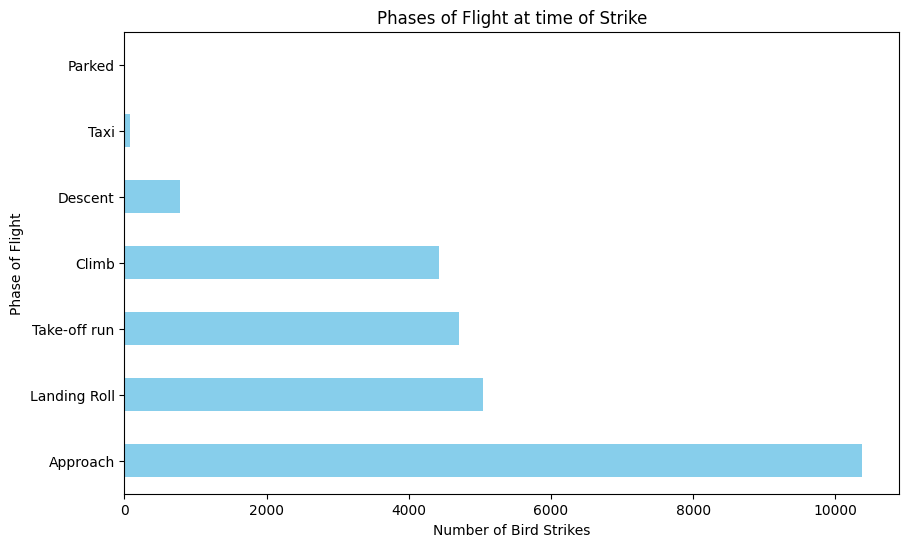 Phases of Flight at time of Strike
Phase of Flight
Parked
Taxi
Descent
Climb
Take-off run
Landing Roll
Approach
0 2000 4000 6000 8000 10000
Number of Bird Strikes